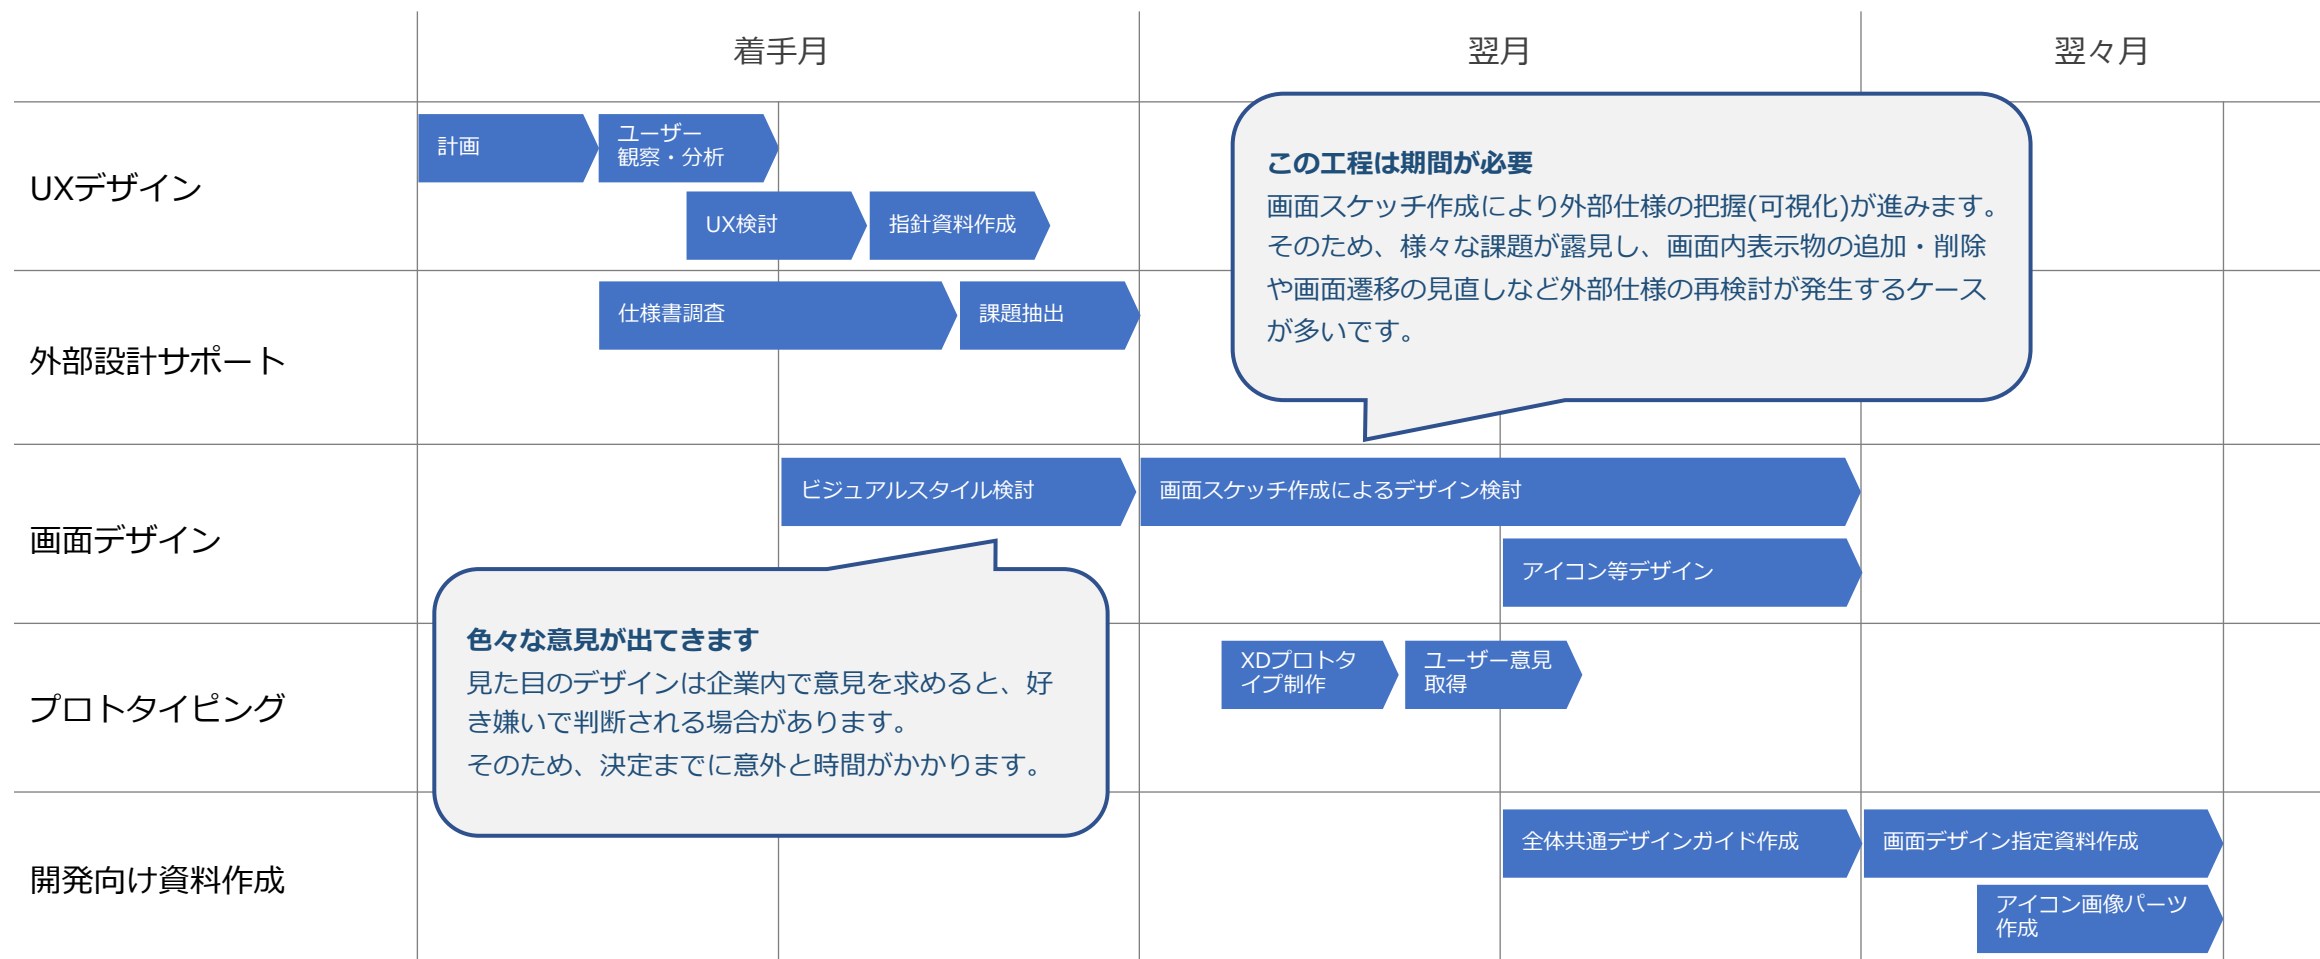 着手月
翌月
翌々月
UXデザイン
計画
ユーザー
観察・分析
UX検討
指針資料作成
この工程は期間が必要
画面スケッチ作成により外部仕様の把握(可視化)が進みます。
そのため、様々な課題が露見し、画面内表示物の追加・削除
や画面遷移の見直しなど外部仕様の再検討が発生するケース
が多いです。
外部設計サポート
仕様書調査
課題抽出
画面デザイン
ビジュアルスタイル検討
画面スケッチ作成によるデザイン検討
アイコン等デザイン
色々な意見が出てきます
見た目のデザインは企業内で意見を求めると、好
き嫌いで判断される場合があります。
そのため、決定までに意外と時間がかかります。
プロトタイピング
XDプロトタ
イプ制作
ユーザー意見
取得
開発向け資料作成
全体共通デザインガイド作成
画面デザイン指定資料作成
アイコン画像パーツ
作成